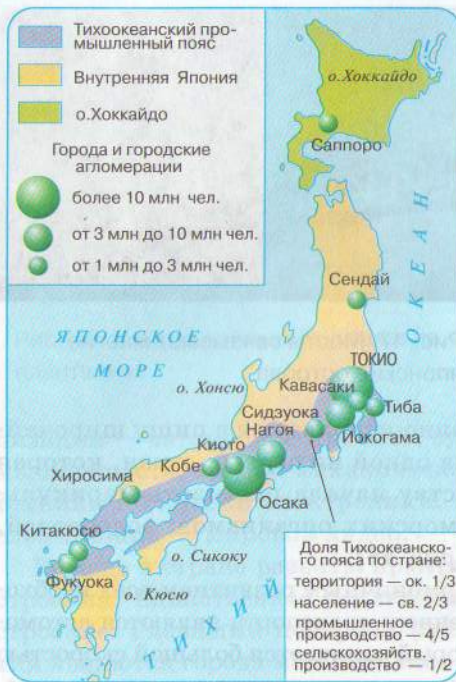 Тихоокеанский про-
мышленный пояс
Внутренняя Япония
о.Хоккайдо
Города и городские
агломерации
более 10 млн чел.
от 3 млн до 10 млн чел.
от 1 млн до 3 млн чел.
о.Хоккайдо
Саппоро
Сендай
ЯПОНСКОЕ
МОРЕ
о. Хонсю
ТОКИО
Кавасаки
Тиба
Сидзуока
Иокогама
Нагоя
Киото
Кобе
Хиросима
Осака
Китакюсю
Фукуока
о. Сикоку
о. Кюсю
ТИХИЙ
ОКЕАН
Доля Тихоокеанско-
го пояса по стране:
территория — ок. 1/3
население — св. 2/3
промышленное
производство — 4/5
сельскохозяйств.
производство — 1/2